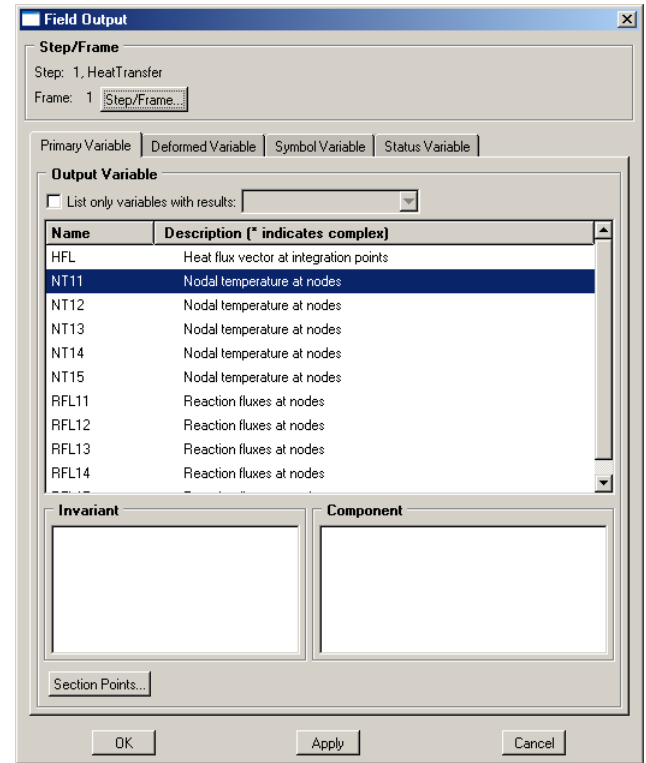 Field Output
Step/Frame
Step: 1, HeatTransfer
Frame: 1 Step/Frame...
Primary Variable Deformed Variable Symbol Variable Status Variable
Output Variable
List only variables with results:
Name Description (* indicates complex)
HFL Heat flux vector at integration points
NT11 Nodal temperature at nodes
NT12 Nodal temperature at nodes
NT13 Nodal temperature at nodes
NT14 Nodal temperature at nodes
NT15 Nodal temperature at nodes
RFL11 Reaction fluxes at nodes
RFL12 Reaction fluxes at nodes
RFL13 Reaction fluxes at nodes
RFL14 Reaction fluxes at nodes
Invariant Component
Section Points...
OK Apply Cancel